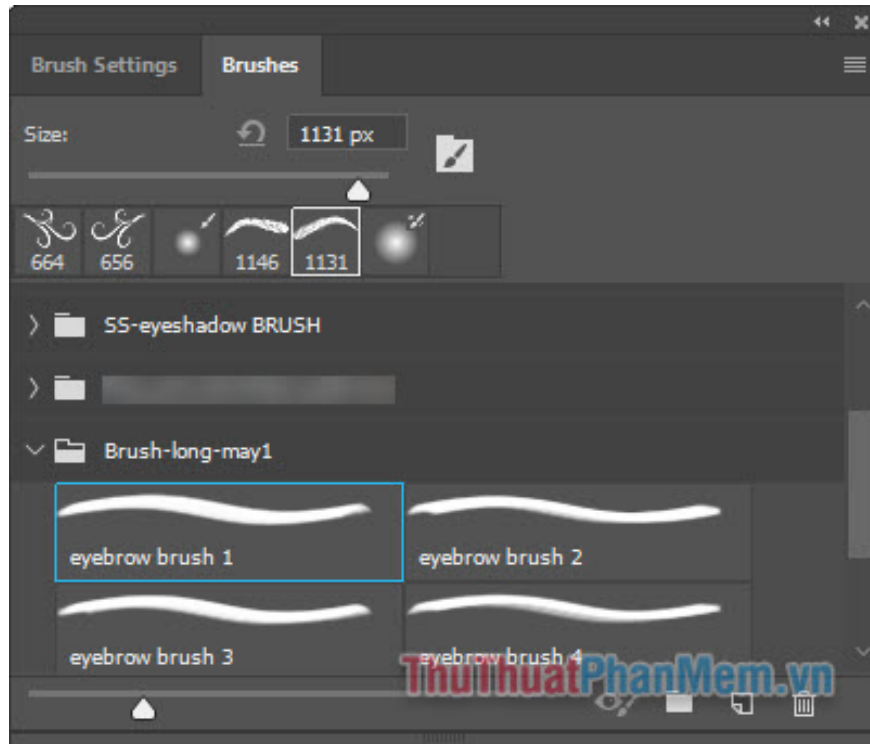 Brush Settings Brushes
Size: 1131 px
664 656 1146 1131
SS-eyeshadow BRUSH
Brush-long-may1
eyebrow brush 1 eyebrow brush 2
eyebrow brush 3 eyebrow brush 4
ThuThuatPhanMem.vn